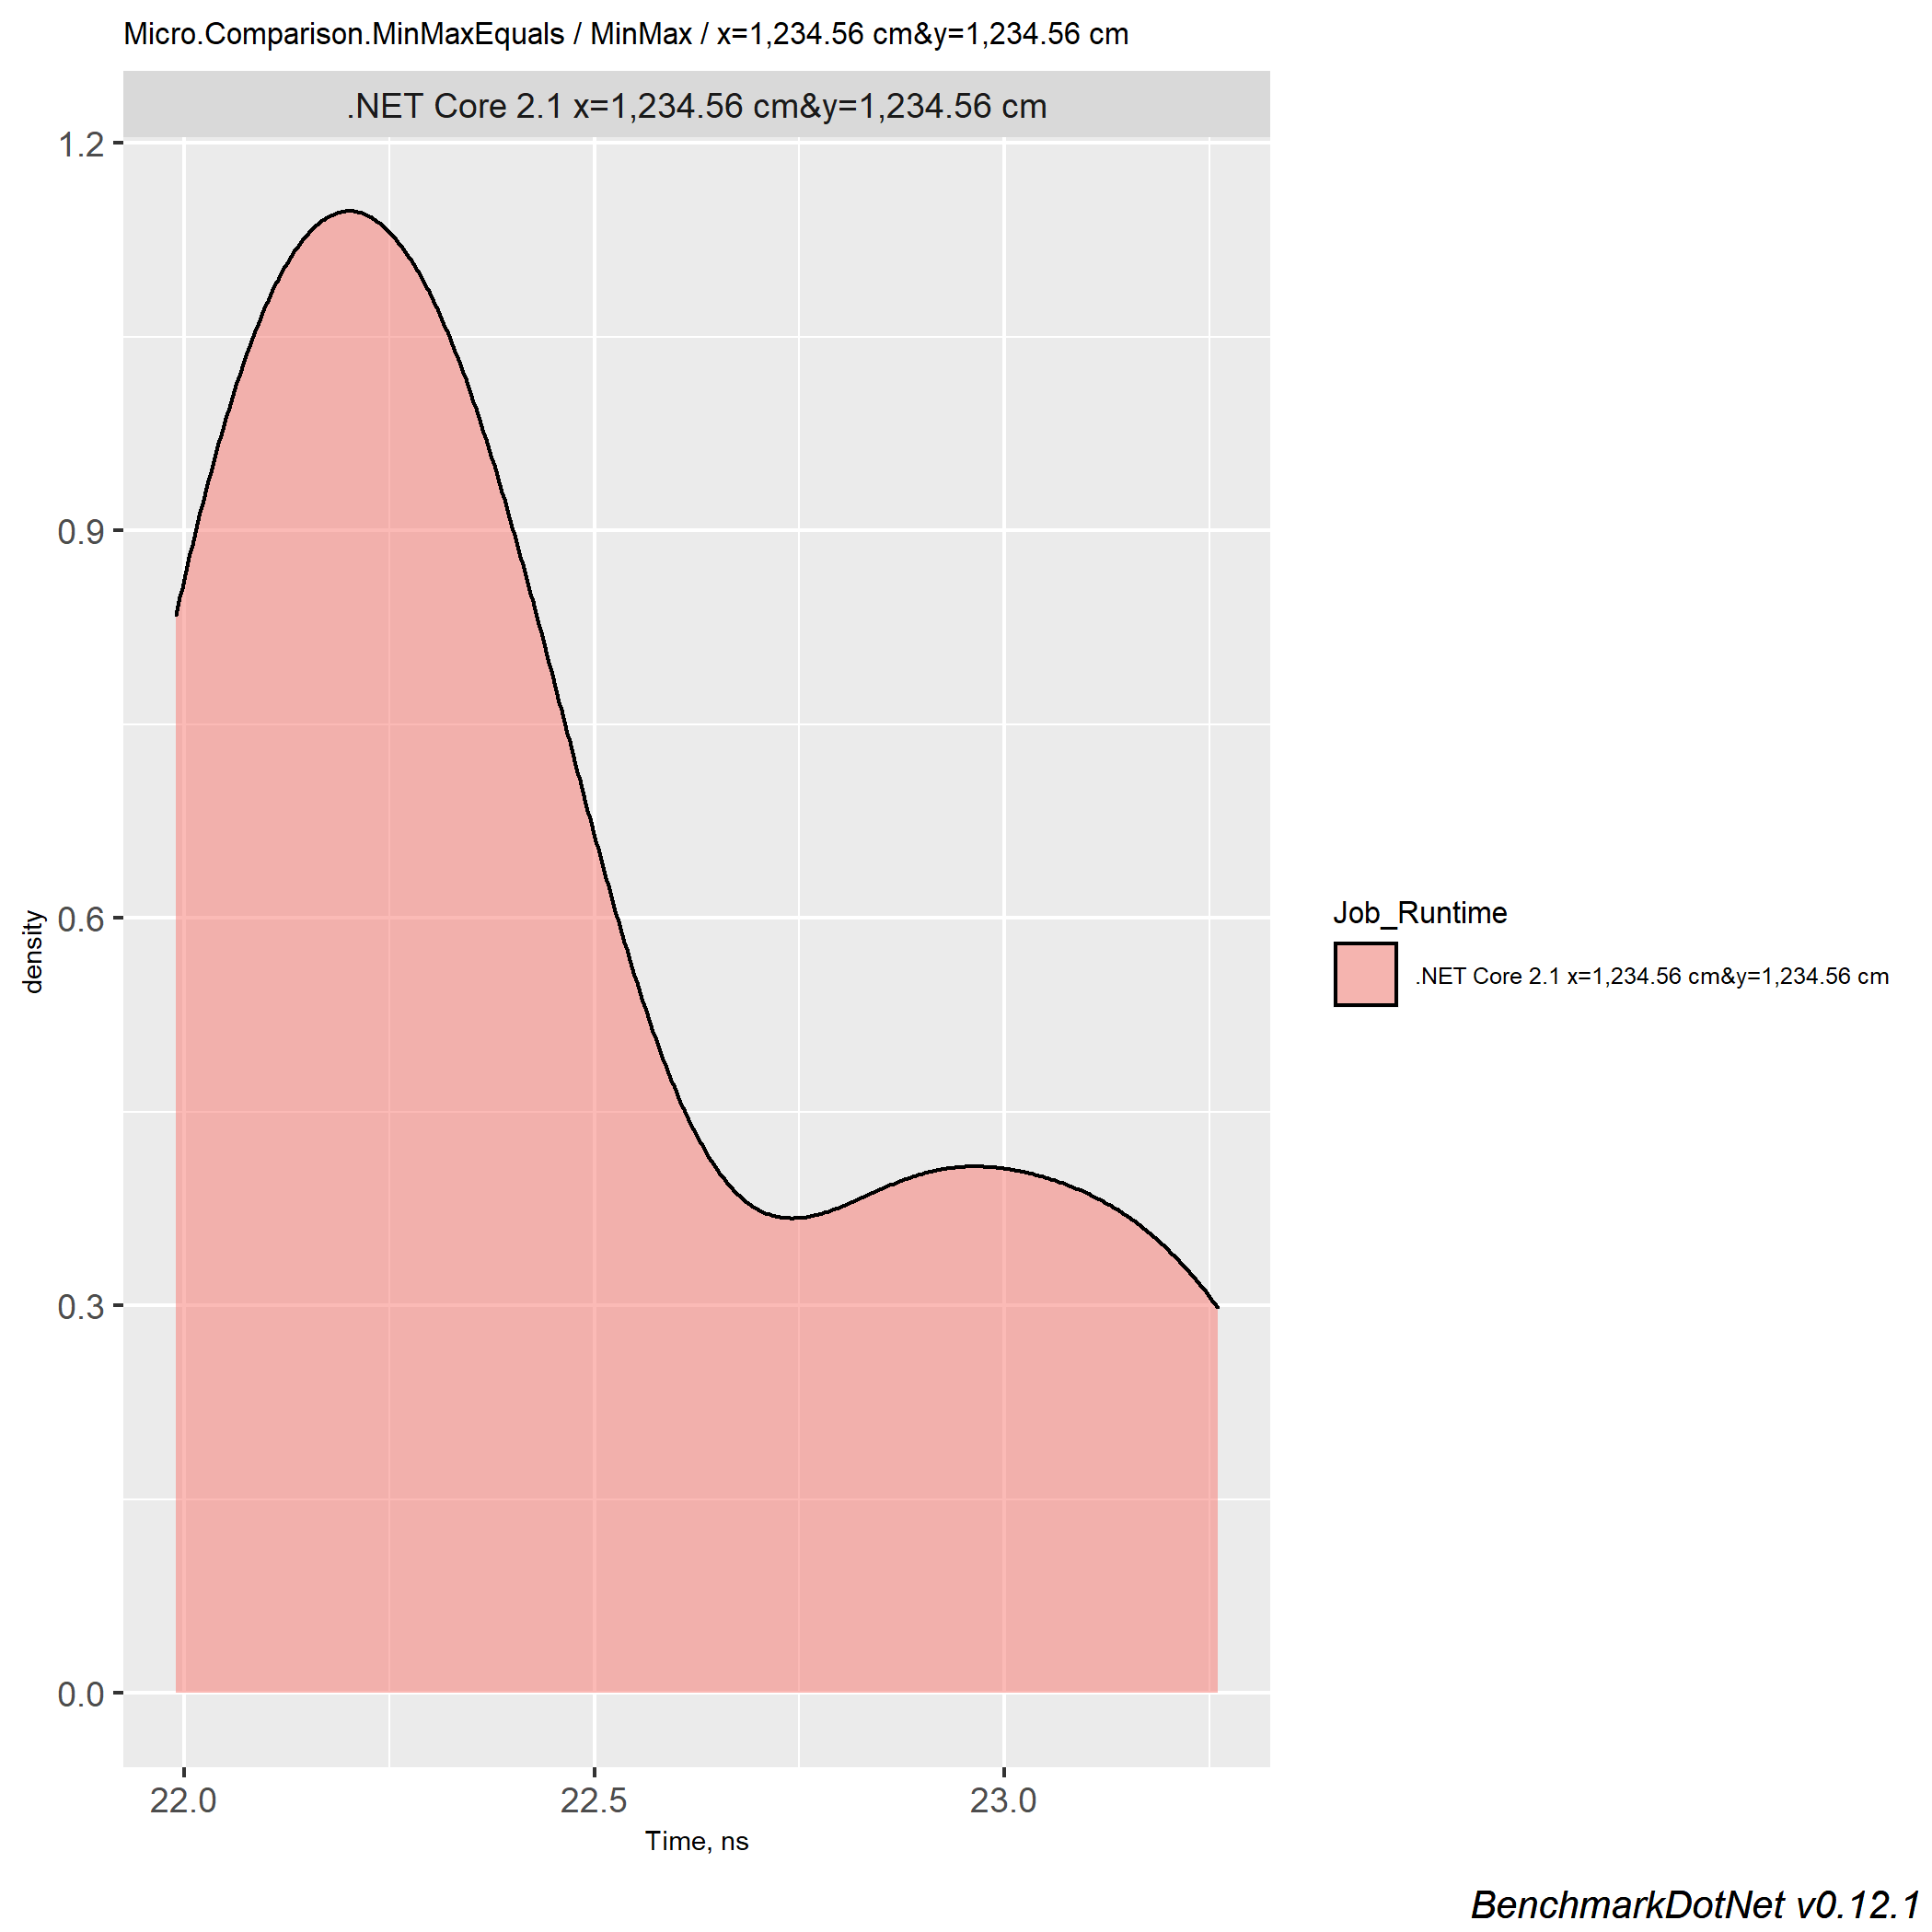 Micro.Comparison.MinMaxEquals / MinMax / x=1,234.56 cm&y=1,234.56 cm
.NET Core 2.1 x=1,234.56 cm&y=1,234.56 cm
1.2
0.9
0.6
0.3
0.0
density
22.0 22.5 23.0
Time, ns
Job_Runtime
.NET Core 2.1 x=1,234.56 cm&y=1,234.56 cm
BenchmarkDotNet v0.12.1